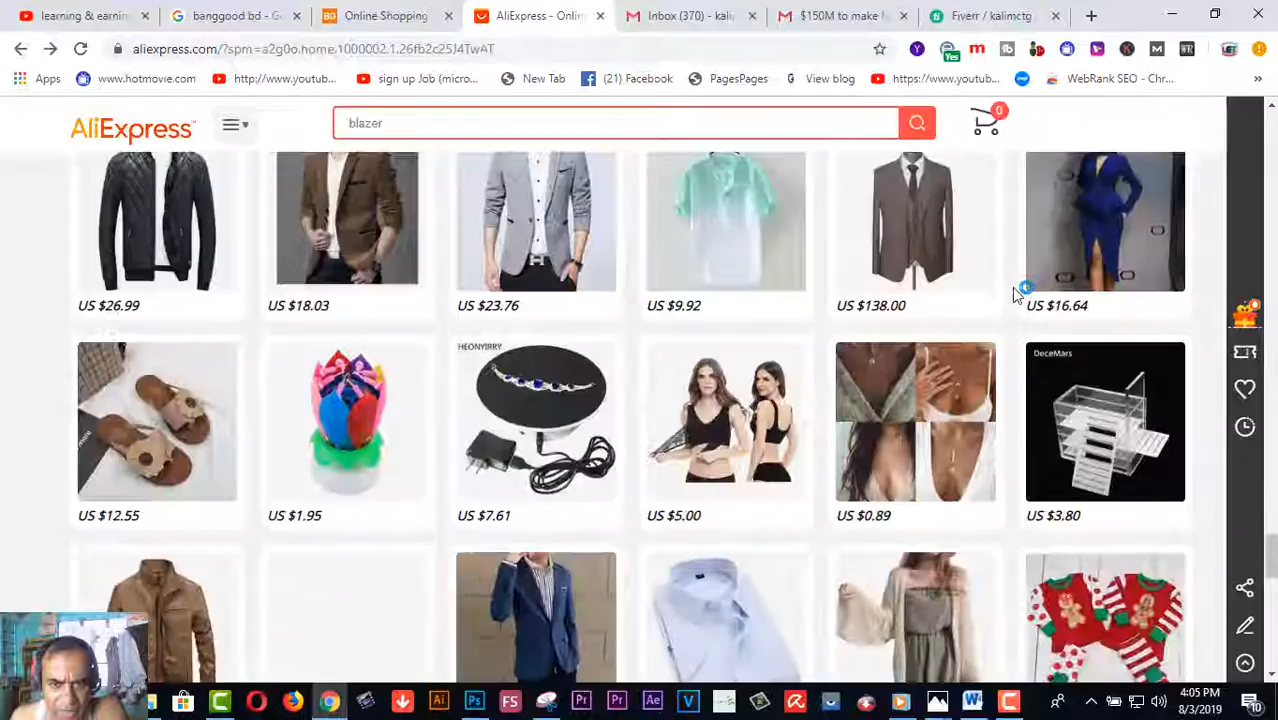 learning & earning
banggood bd - G
Online Shopping
AliExpress - Onlin
Inbox (370) - kali
$150M to make
Fiverr / kalimctg
aliexpress.com/?spm=a2g0o.home.1000002.1.26fb2c25J4TwAT
Yes
Apps
www.hotmovie.com
http://www.youtub...
sign up Job (micro...
New Tab
(21) Facebook
PagesPages
View blog
https://www.youtub...
WebRank SEO - Chr...
AliExpress
blazer
0
US $26.99
US $18.03
US $23.76
US $9.92
US $138.00
US $16.64
HEONYIRRY
DeceMars
US $12.55
US $1.95
US $7.61
US $5.00
US $0.89
US $3.80
4:05 PM
8/3/2019
10